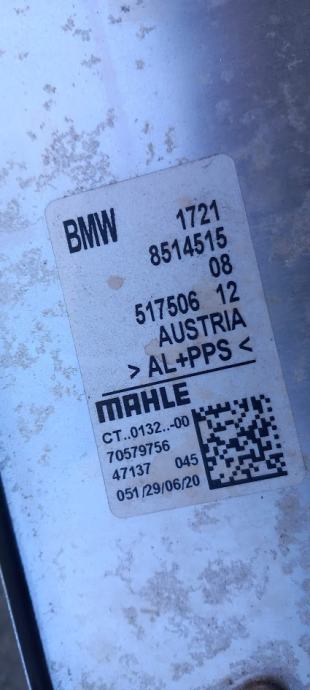 BMW 1721
8514515
08
517506 12
AUSTRIA
> AL+PPS <
MAHLE
CT..0132..-00
70579756
47137 045
051/29/06/20